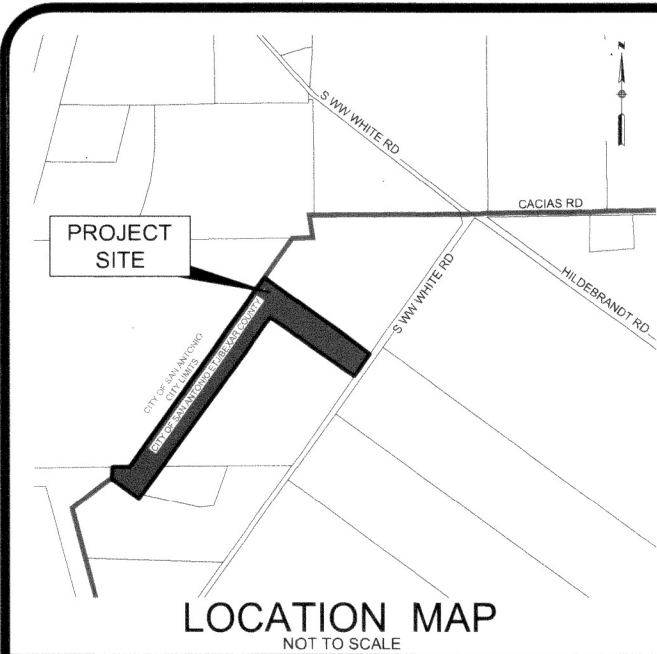 N
S WW WHITE RD
CACIAS RD
PROJECT
SITE
HILDEBRANDT RD
S WW WHITE RD
CITY OF SAN ANTONIO
CITY LIMITS
CITY OF SAN ANTONIO ETJ/BEXAR COUNTY
LOCATION MAP
NOT TO SCALE